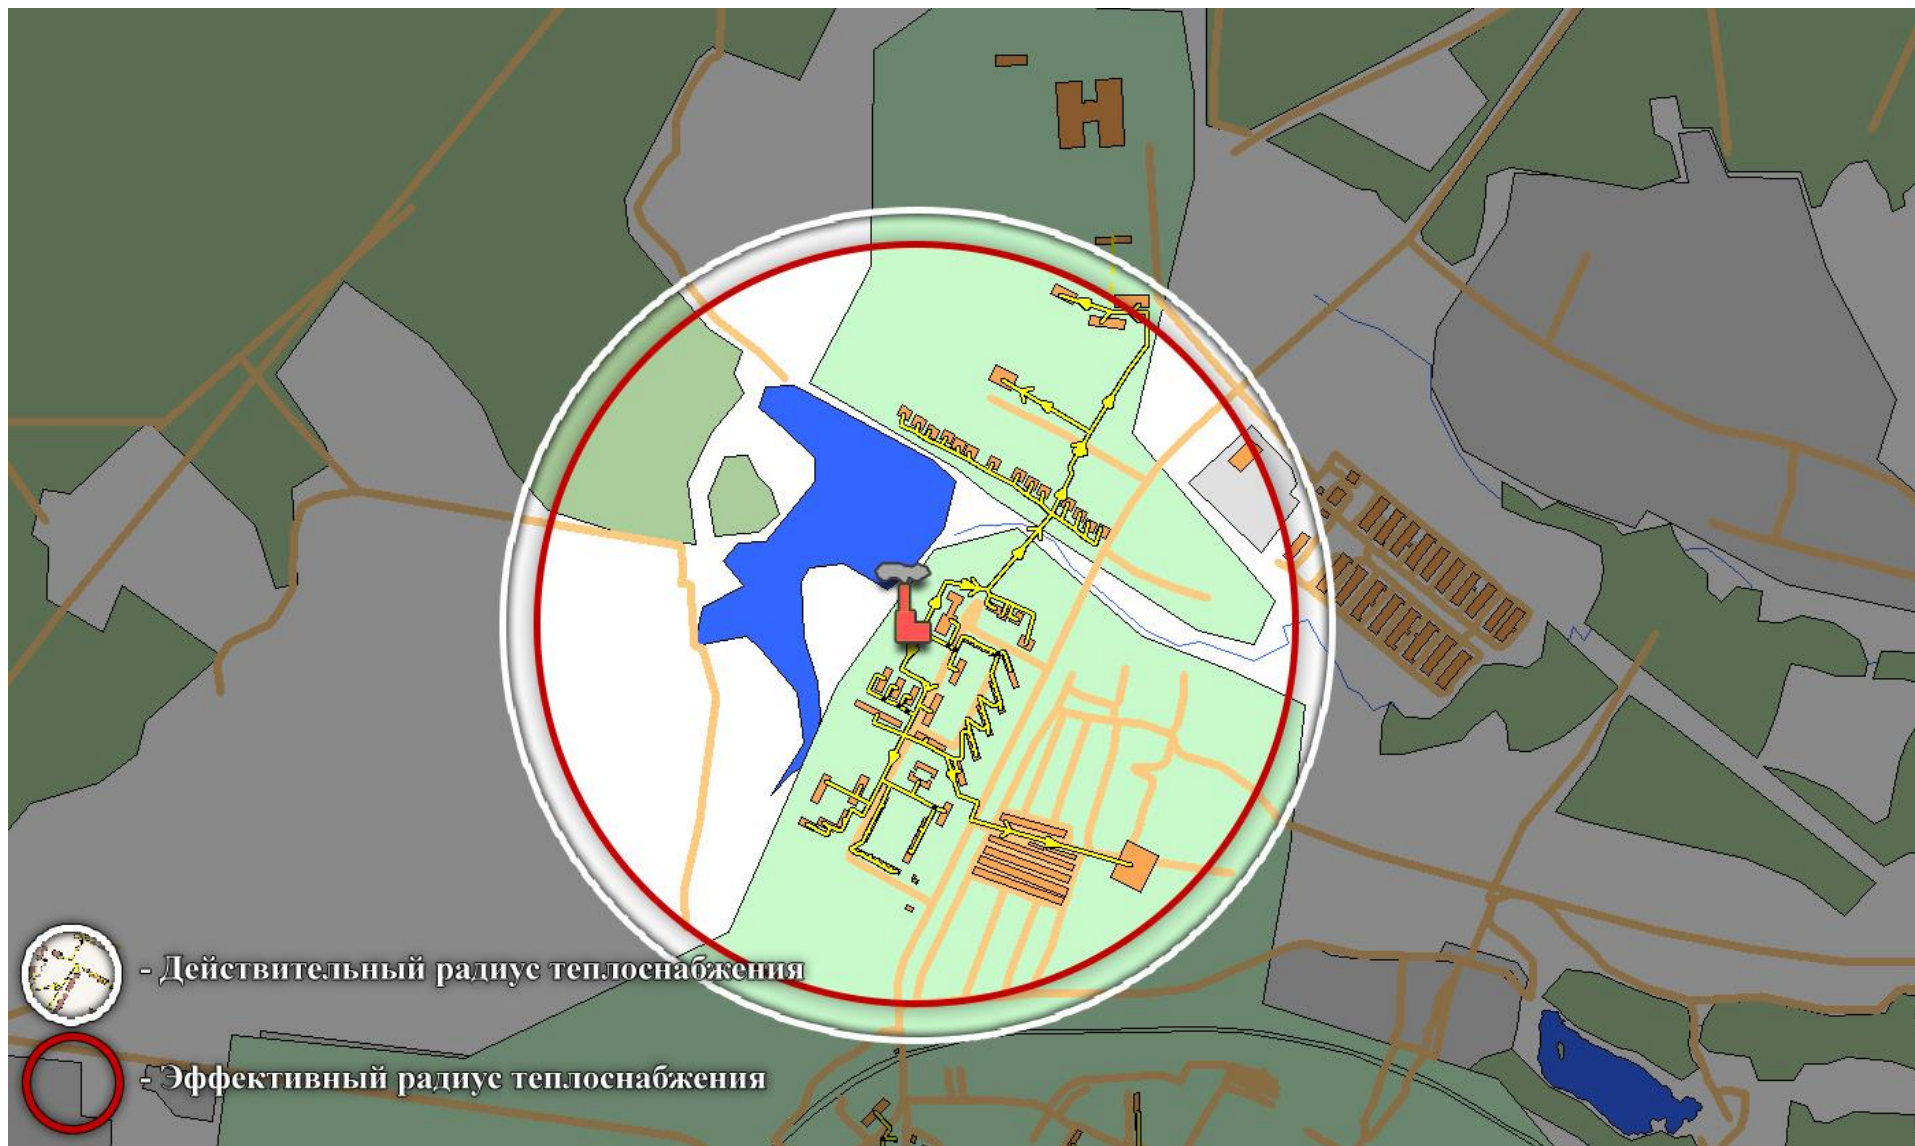 - Действительный радиус теплоснабжения
- Эффективный радиус теплоснабжения